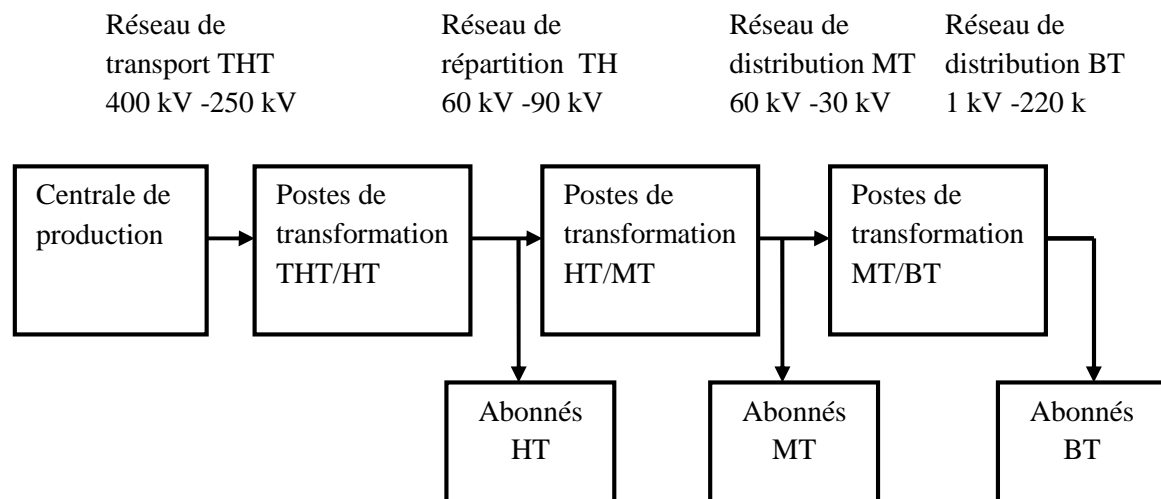 Réseau de
transport THT
400 kV -250 kV
Réseau de
répartition TH
60 kV -90 kV
Réseau de
distribution MT
60 kV -30 kV
Réseau de
distribution BT
1 kV -220 k
Centrale de
production
Postes de
transformation
THT/HT
Postes de
transformation
HT/MT
Postes de
transformation
MT/BT
Abonnés
HT
Abonnés
MT
Abonnés
BT